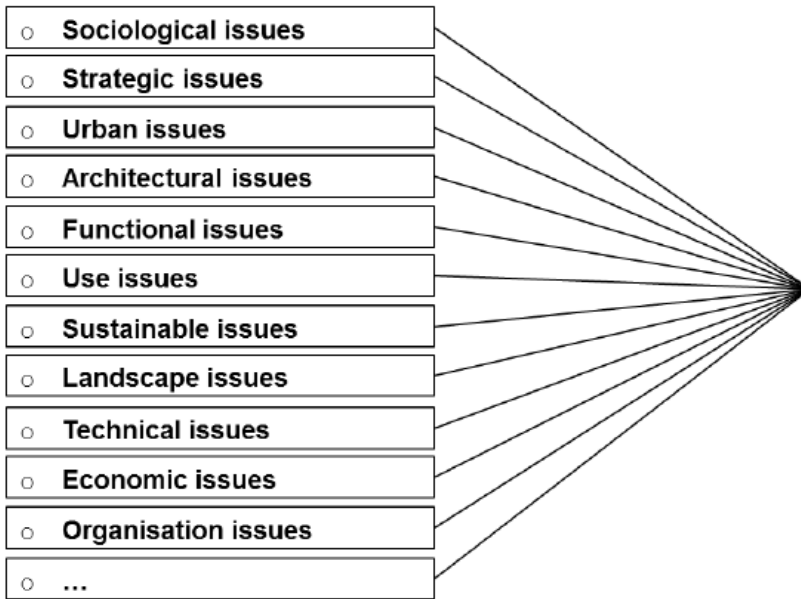 o Sociological issues
o Strategic issues
o Urban issues
o Architectural issues
o Functional issues
o Use issues
o Sustainable issues
o Landscape issues
o Technical issues
o Economic issues
o Organisation issues
o ...